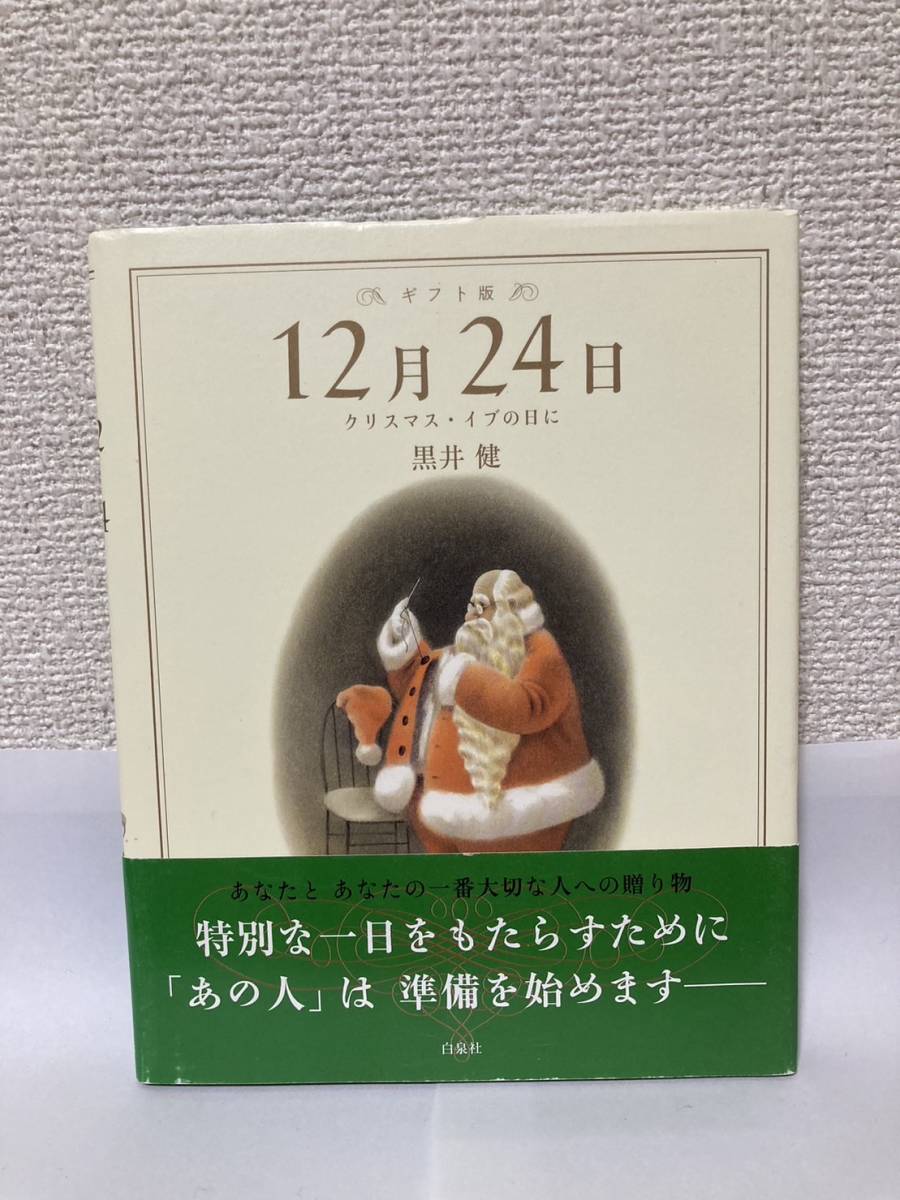 ギフト版
12月24日
クリスマス・イブの日に
黒井 健
あなたと あなたの一番大切な人への贈り物
特別な一日をもたらすために
「あの人」は 準備を始めます――
白泉社